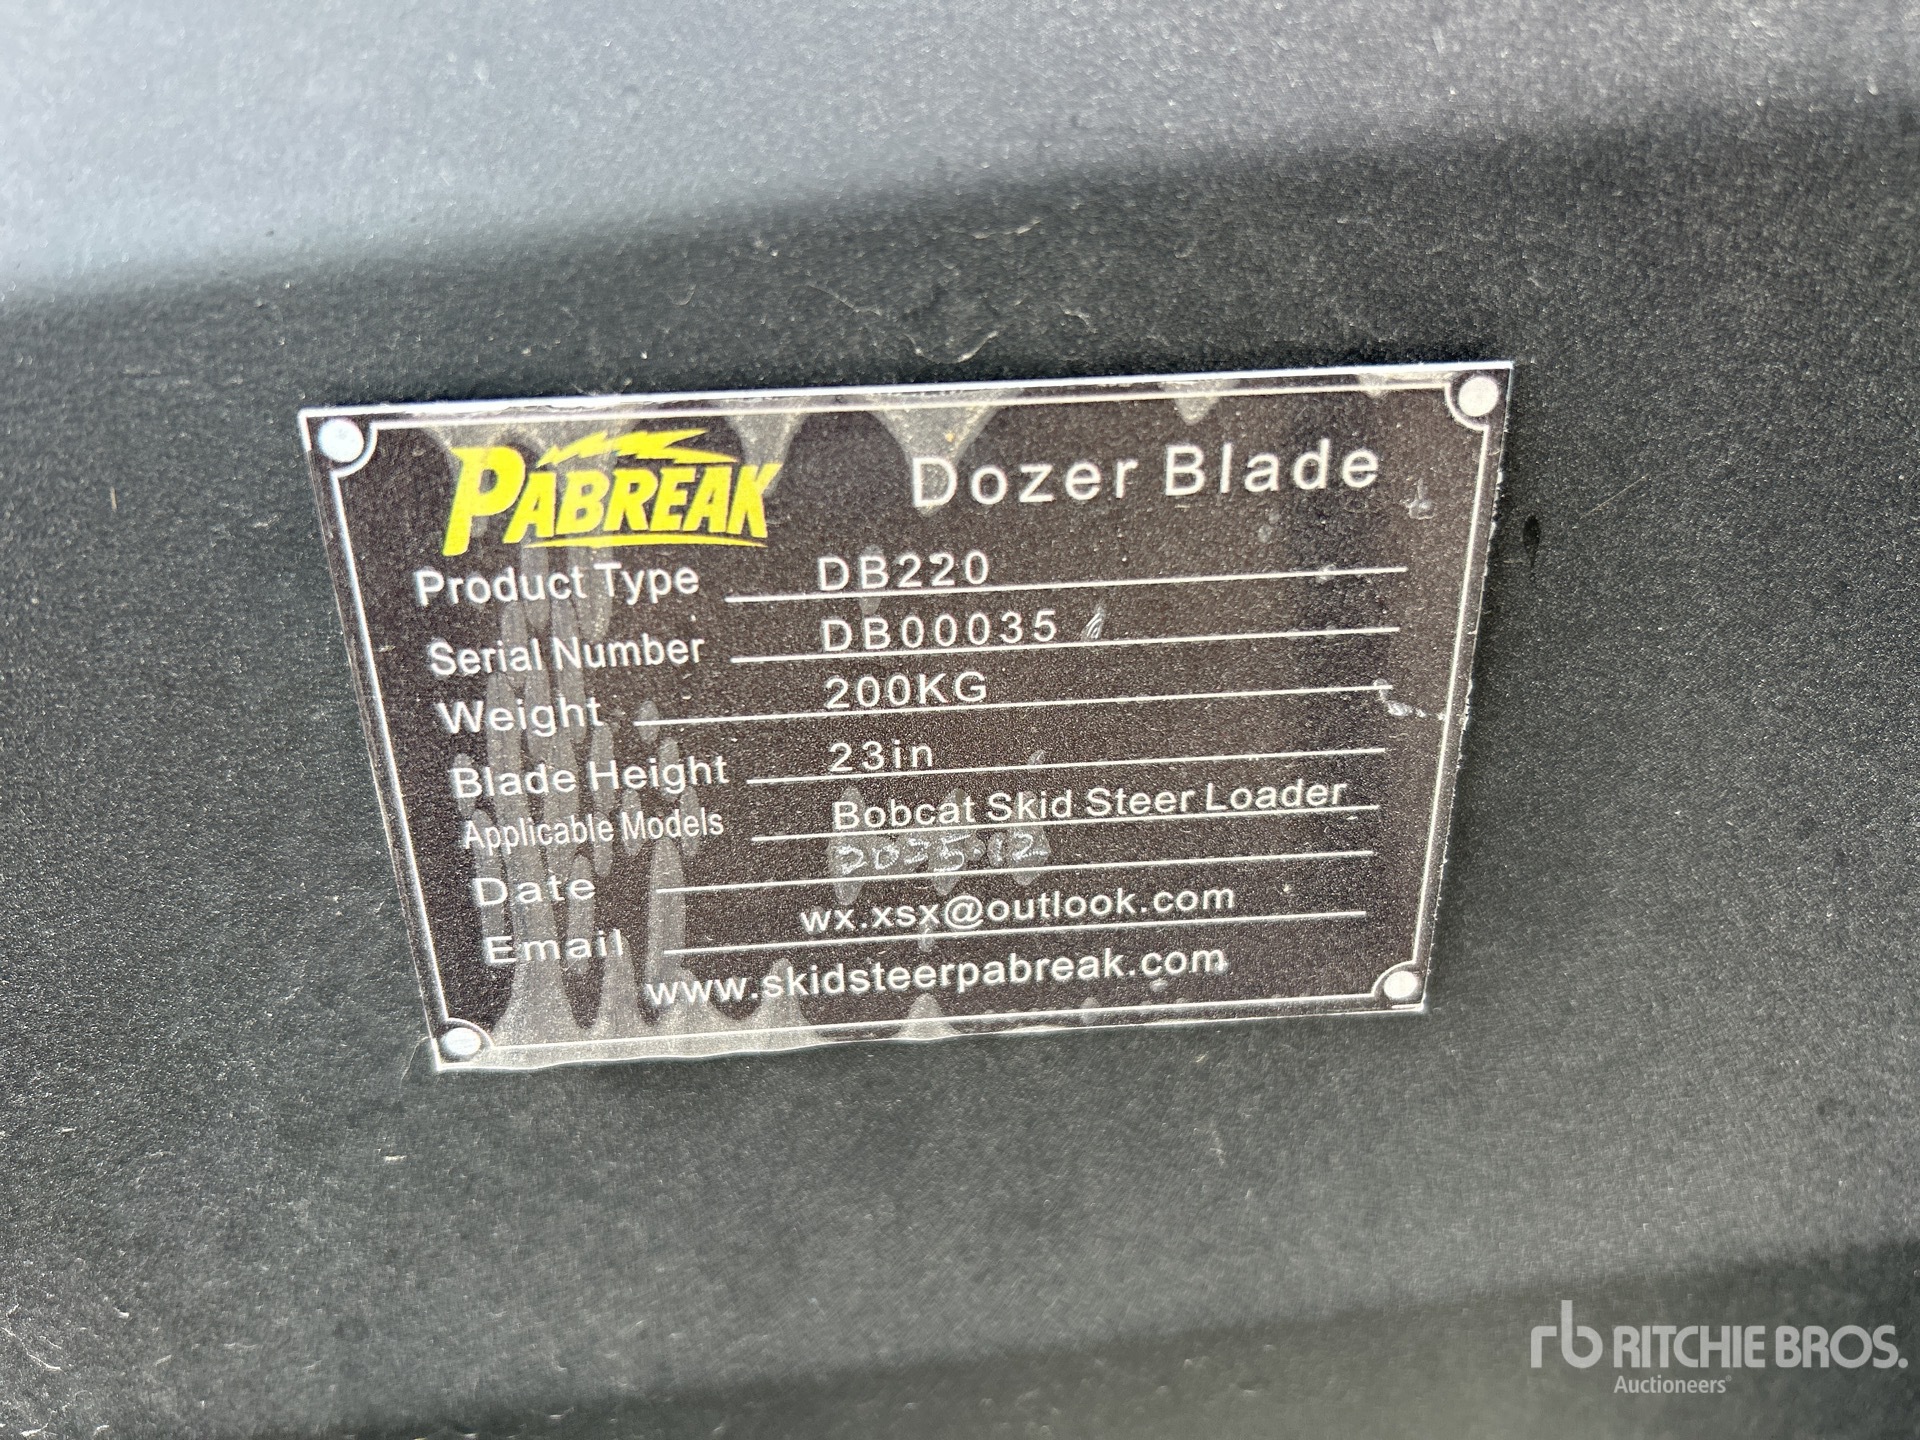 PABREAK Dozer Blade
Product Type DB220
Serial Number DB00035
Weight 200KG
Blade Height 23in
Applicable Models Bobcat Skid Steer Loader
Date 2025.12
Email wx.xsx@outlook.com
www.skidsteerpabreak.com
rb RITCHIE BROS.
Auctioneers